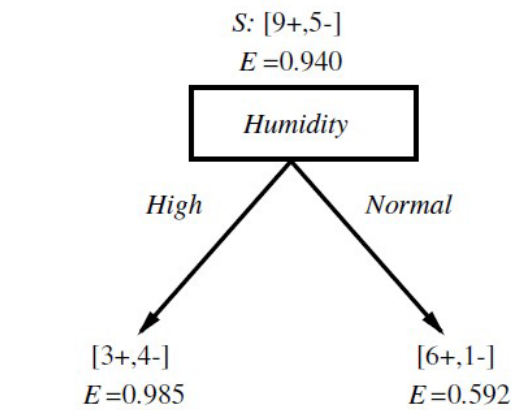 S: [9+,5-]
E =0.940
Humidity
High
Normal
[3+,4-]
[6+,1-]
E =0.985
E =0.592